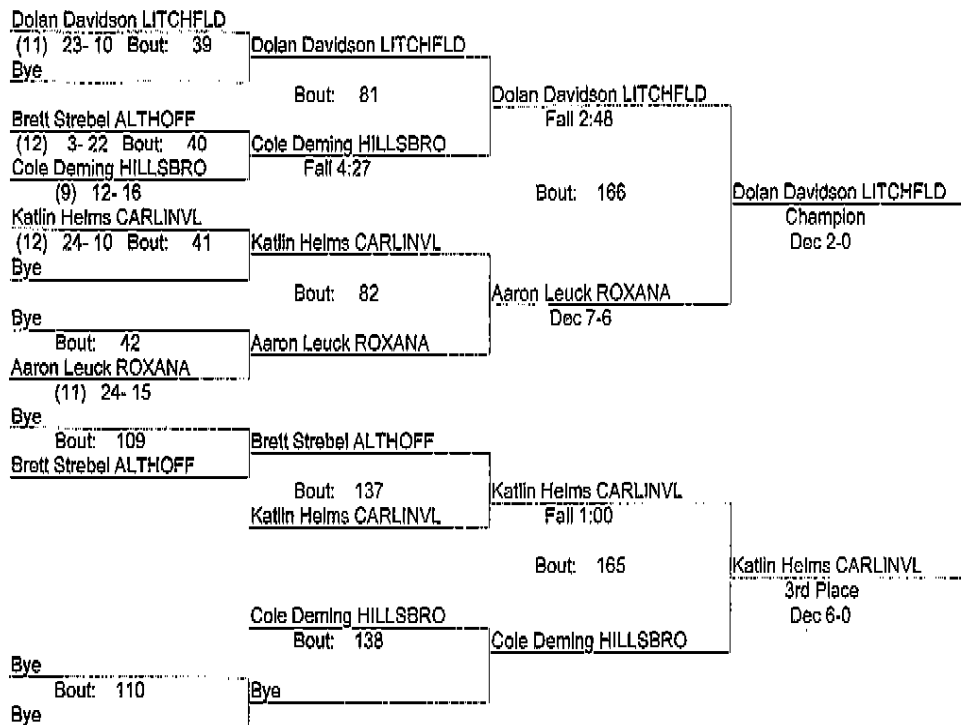 Dolan Davidson LITCHFLD
(11) 23- 10 Bout: 39
Bye
Dolan Davidson LITCHFLD
Bout: 81
Dolan Davidson LITCHFLD
Fall 2:48
Brett Strebel ALTHOFF
(12) 3- 22 Bout: 40
Cole Deming HILLSBRO
(9) 12- 16
Cole Deming HILLSBRO
Fall 4:27
Bout: 166
Dolan Davidson LITCHFLD
Champion
Dec 2-0
Katlin Helms CARLINVL
(12) 24- 10 Bout: 41
Bye
Katlin Helms CARLINVL
Bout: 82
Aaron Leuck ROXANA
Dec 7-6
Bye
Bout: 42
Aaron Leuck ROXANA
(11) 24- 15
Aaron Leuck ROXANA
Bye
Bout: 109
Brett Strebel ALTHOFF
Brett Strebel ALTHOFF
Bout: 137
Katlin Helms CARLINVL
Katlin Helms CARLINVL
Fall 1:00
Bout: 165
Katlin Helms CARLINVL
3rd Place
Dec 6-0
Cole Deming HILLSBRO
Bout: 138
Cole Deming HILLSBRO
Bye
Bout: 110
Bye
Bye